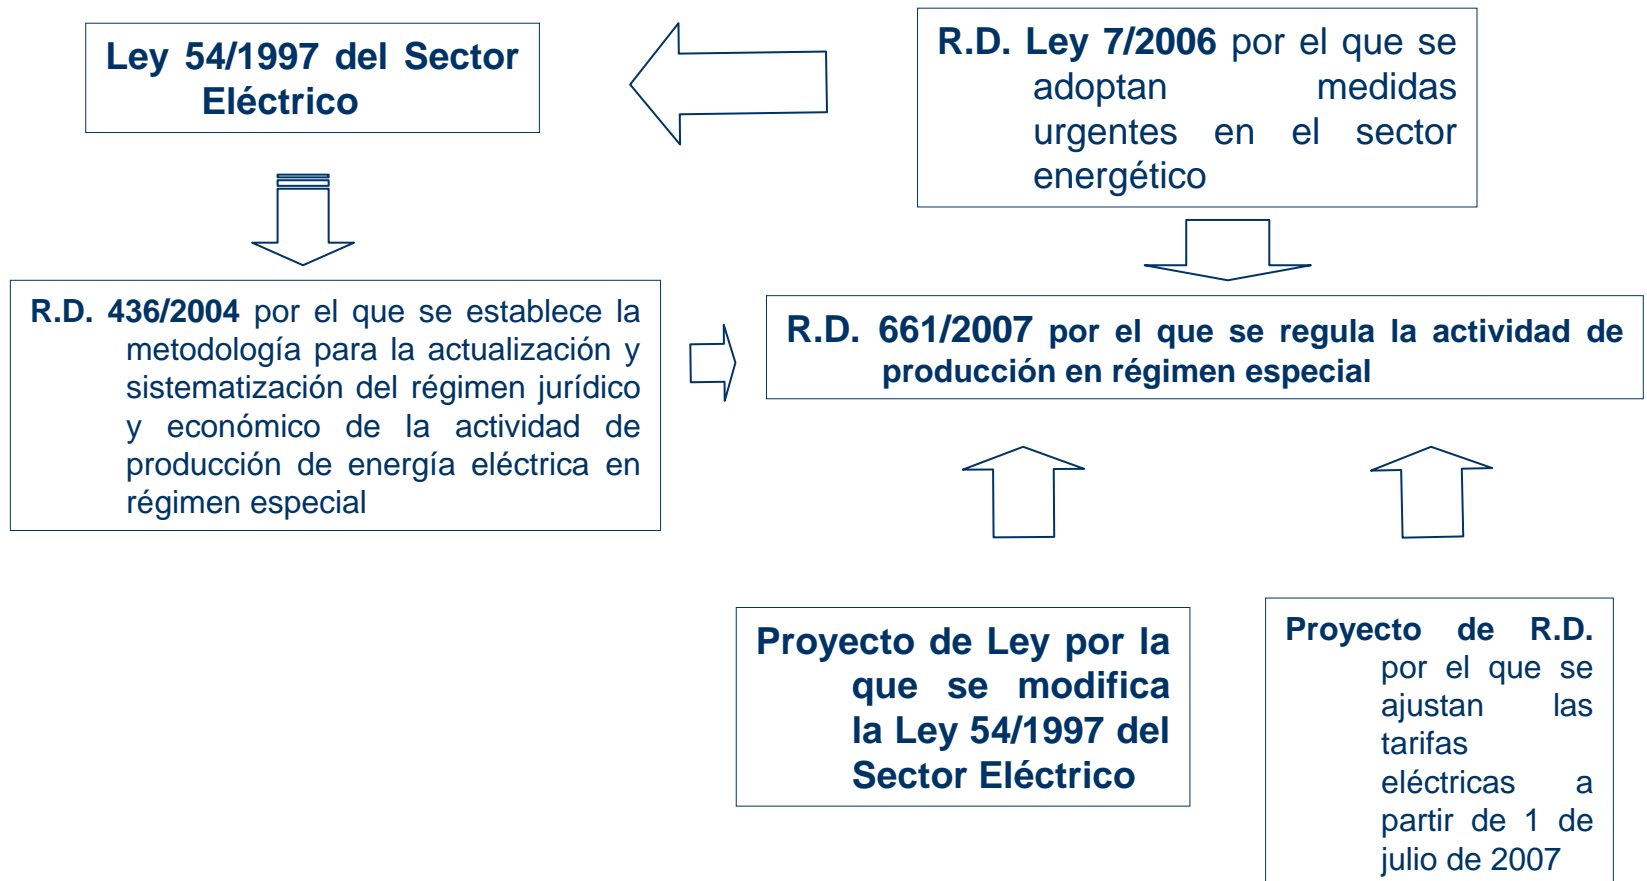 Ley 54/1997 del Sector
Eléctrico
R.D. Ley 7/2006 por el que se
adoptan medidas
urgentes en el sector
energético
R.D. 436/2004 por el que se establece la
metodología para la actualización y
sistematización del régimen jurídico
y económico de la actividad de
producción de energía eléctrica en
régimen especial
R.D. 661/2007 por el que se regula la actividad de
producción en régimen especial
Proyecto de Ley por la
que se modifica
la Ley 54/1997 del
Sector Eléctrico
Proyecto de R.D.
por el que se
ajustan las
tarifas
eléctricas a
partir de 1 de
julio de 2007